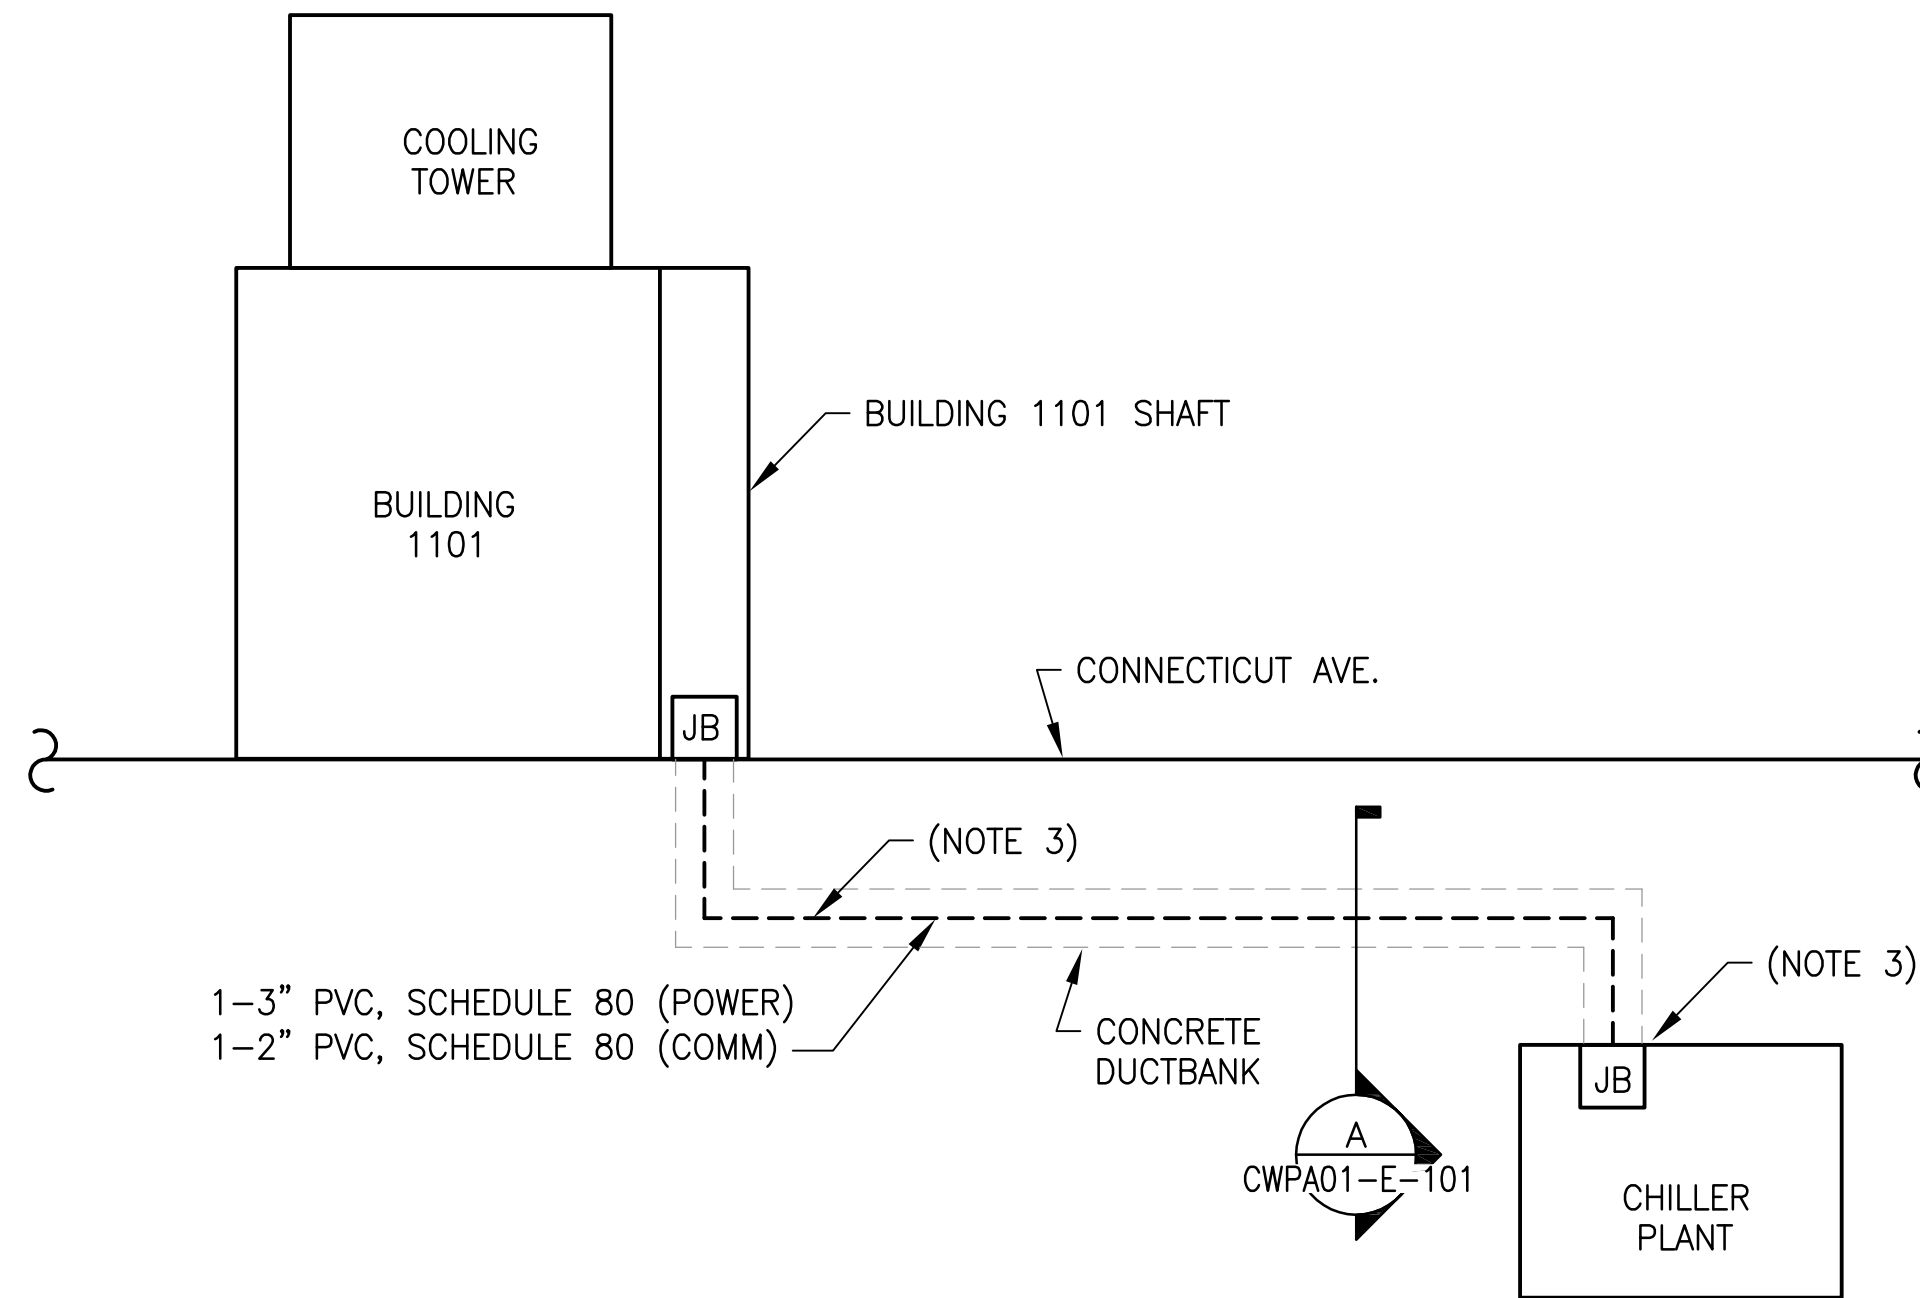 COOLING
TOWER
BUILDING 1101 SHAFT
BUILDING
1101
CONNECTICUT AVE.
JB
(NOTE 3)
(NOTE 3)
1-3" PVC, SCHEDULE 80 (POWER)
1-2" PVC, SCHEDULE 80 (COMM)
CONCRETE
DUCTBANK
JB
A
CWPA01-E-101
CHILLER
PLANT